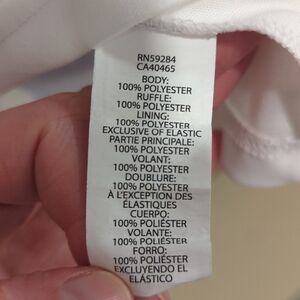 RN59284
CA40465
BODY:
100% POLYESTER
RUFFLE:
100% POLYESTER
LINING:
100% POLYESTER
EXCLUSIVE OF ELASTIC
PARTIE PRINCIPALE:
100% POLYESTER
VOLANT:
100% POLYESTER
DOUBLURE:
100% POLYESTER
À L'EXCEPTION DES
ÉLASTIQUES
CUERPO:
100% POLIÉSTER
VOLANTE:
100% POLIÉSTER
FORRO:
100% POLIÉSTER
EXCLUYENDO EL
ELÁSTICO